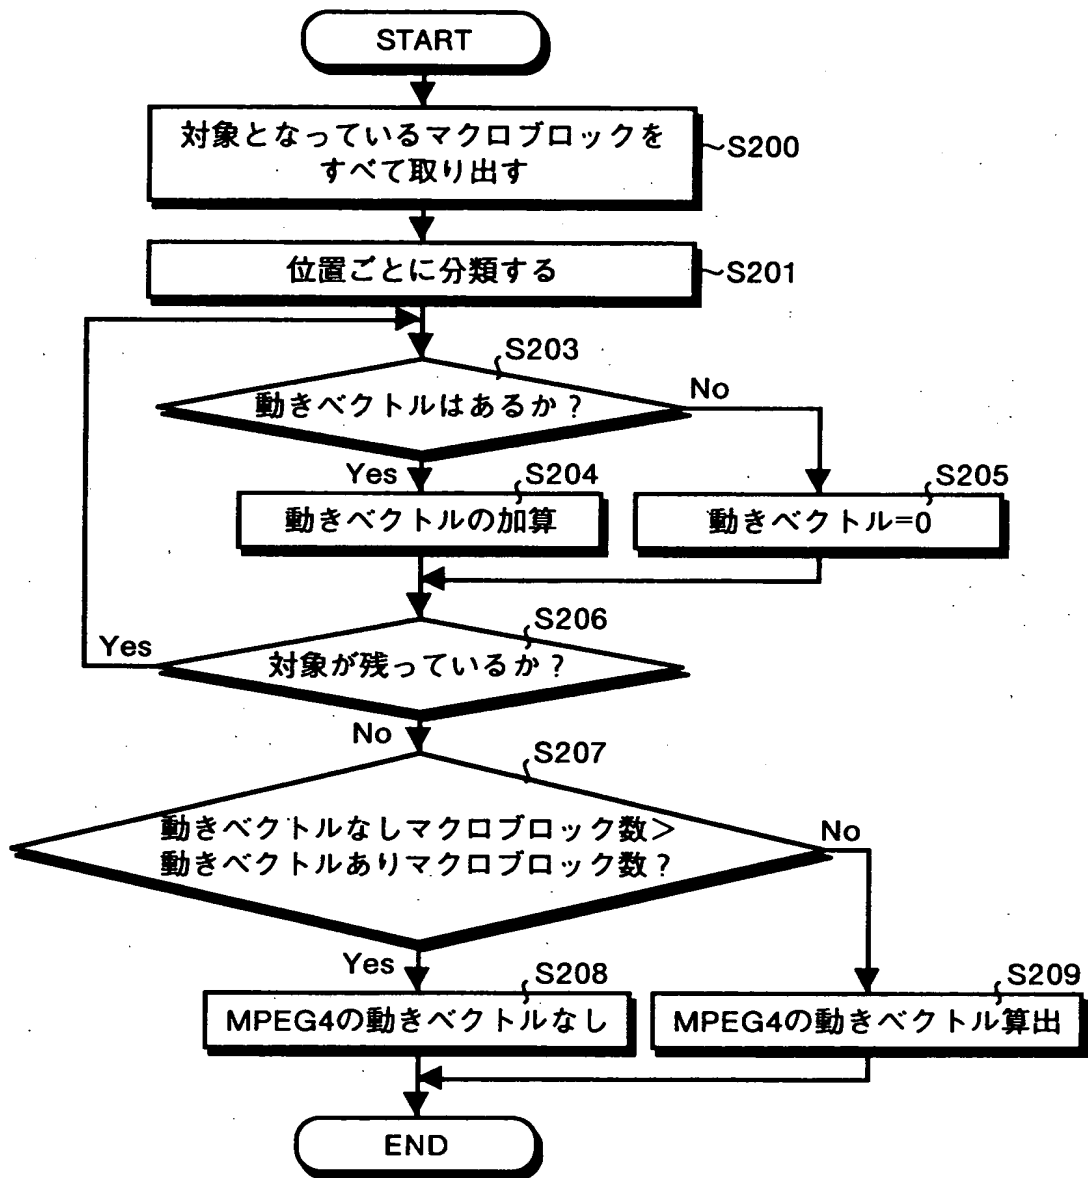 START
対象となっているマクロブロックを
すべて取り出す
S200
位置ごとに分類する
S201
S203
動きベクトルはあるか？
No
Yes
S204
動きベクトルの加算
S205
動きベクトル=0
S206
Yes
対象が残っているか？
No
S207
動きベクトルなしマクロブロック数＞
動きベクトルありマクロブロック数？
No
Yes
S208
MPEG4の動きベクトルなし
S209
MPEG4の動きベクトル算出
END